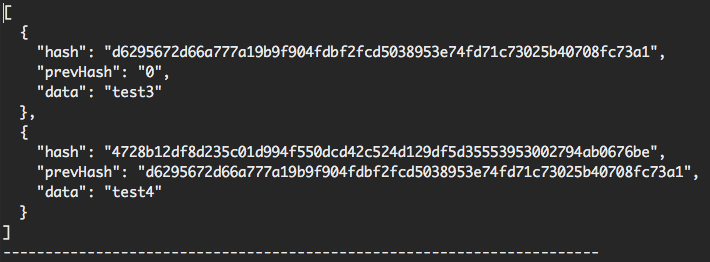 [
  {
    "hash": "d6295672d66a777a19b9f904fdbf2fcd5038953e74fd71c73025b40708fc73a1",
    "prevHash": "0",
    "data": "test3"
  },
  {
    "hash": "4728b12df8d235c01d994f550dcd42c524d129df5d35553953002794ab0676be",
    "prevHash": "d6295672d66a777a19b9f904fdbf2fcd5038953e74fd71c73025b40708fc73a1",
    "data": "test4"
  }
]
-----------------------------------------------------------------------